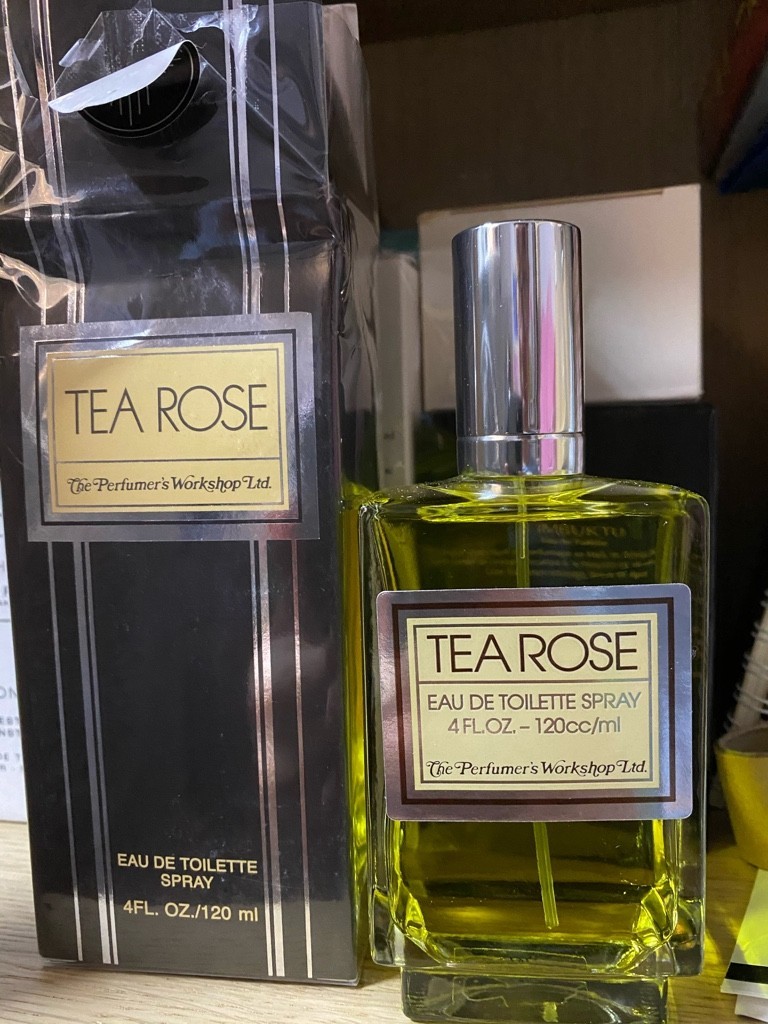 TEA ROSE
The Perfumer's Workshop Ltd.
EAU DE TOILETTE
SPRAY
4FL. OZ./120 ml
TEA ROSE
EAU DE TOILETTE SPRAY
4 FL.OZ. – 120cc/ml
The Perfumer's Workshop Ltd.